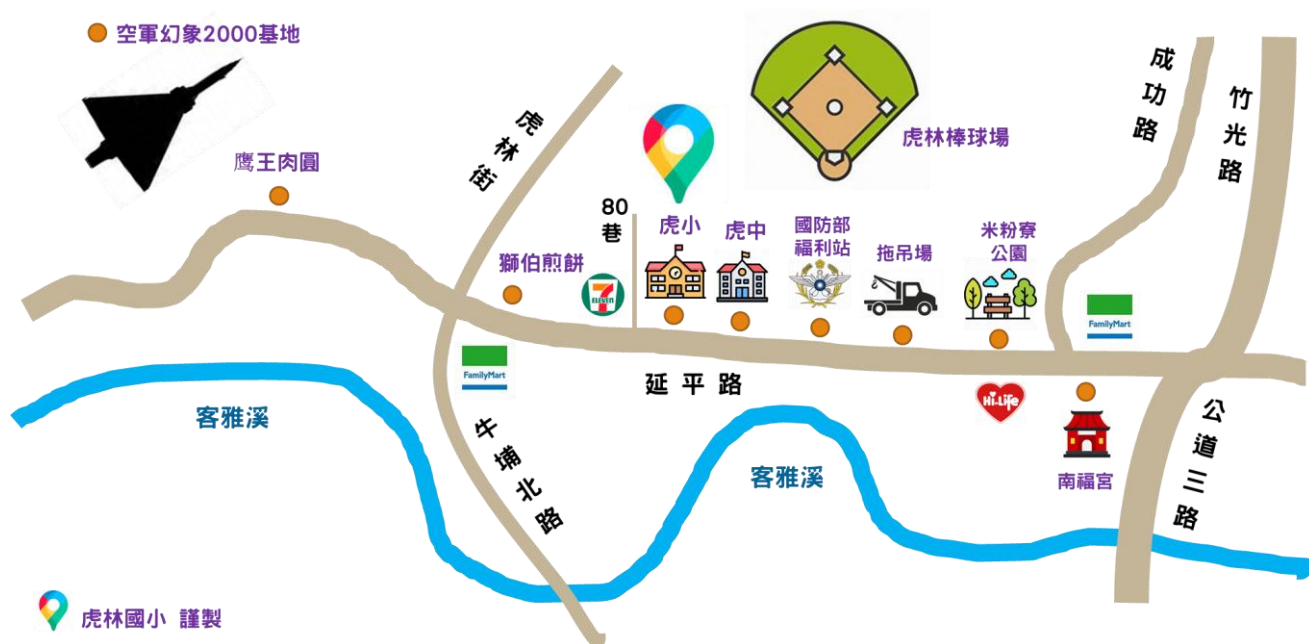 空軍幻象2000基地
鹰王肉圓
虎林街
虎林棒球場
成功路
竹光路
80
巷
獅伯煎餅
7
ELEVEN
虎小
虎中
國防部
福利站
拖吊場
米粉寮
公園
FamilyMart
FamilyMart
延平路
Hi-Life
南福宮
客雅溪
客雅溪
牛埔北路
公道三路
虎林國小 謹製